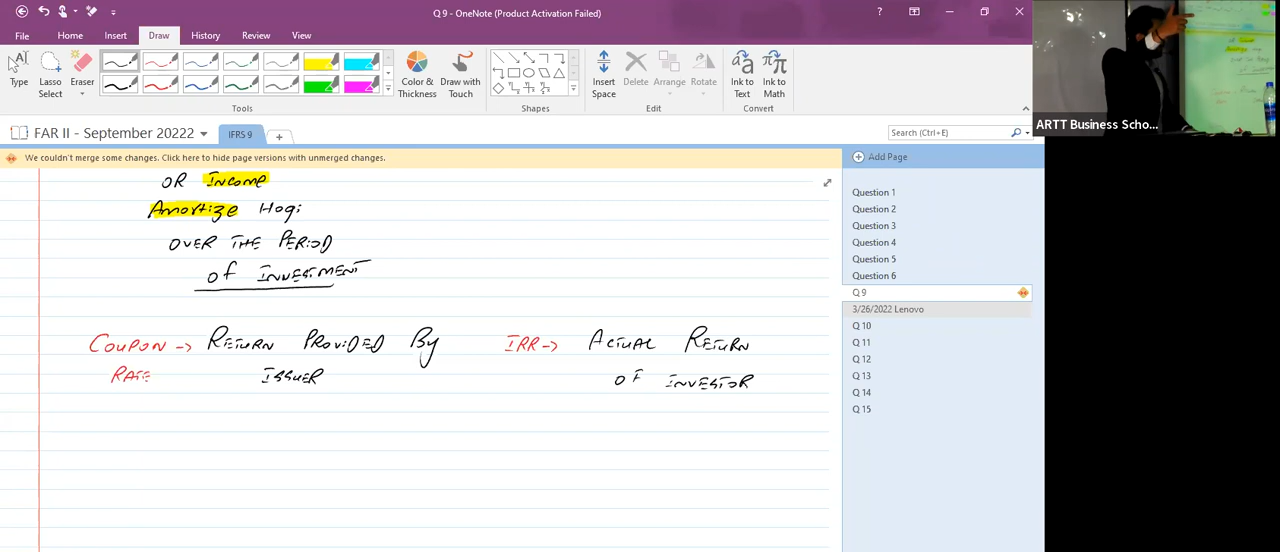 Q 9 - OneNote (Product Activation Failed)
File Home Insert Draw History Review View
Type Lasso Select Eraser Color & Thickness Draw with Touch Insert Space Delete Arrange Rotate Ink to Text Ink to Math
Tools Shapes Edit Convert
FAR II - September 20222 IFRS 9 Search (Ctrl+E)
We couldn't merge some changes. Click here to hide page versions with unmerged changes.
OR INCOME
Amortize Hogi
OVER THE PERIOD
OF INVESTMENT
COUPON → RETURN PROVIDED BY
RATE ISSUER
IRR → ACTUAL RETURN
OF INVESTOR
Add Page
Question 1
Question 2
Question 3
Question 4
Question 5
Question 6
Q 9
3/26/2022 Lenovo
Q 10
Q 11
Q 12
Q 13
Q 14
Q 15
ARTT Business Scho...